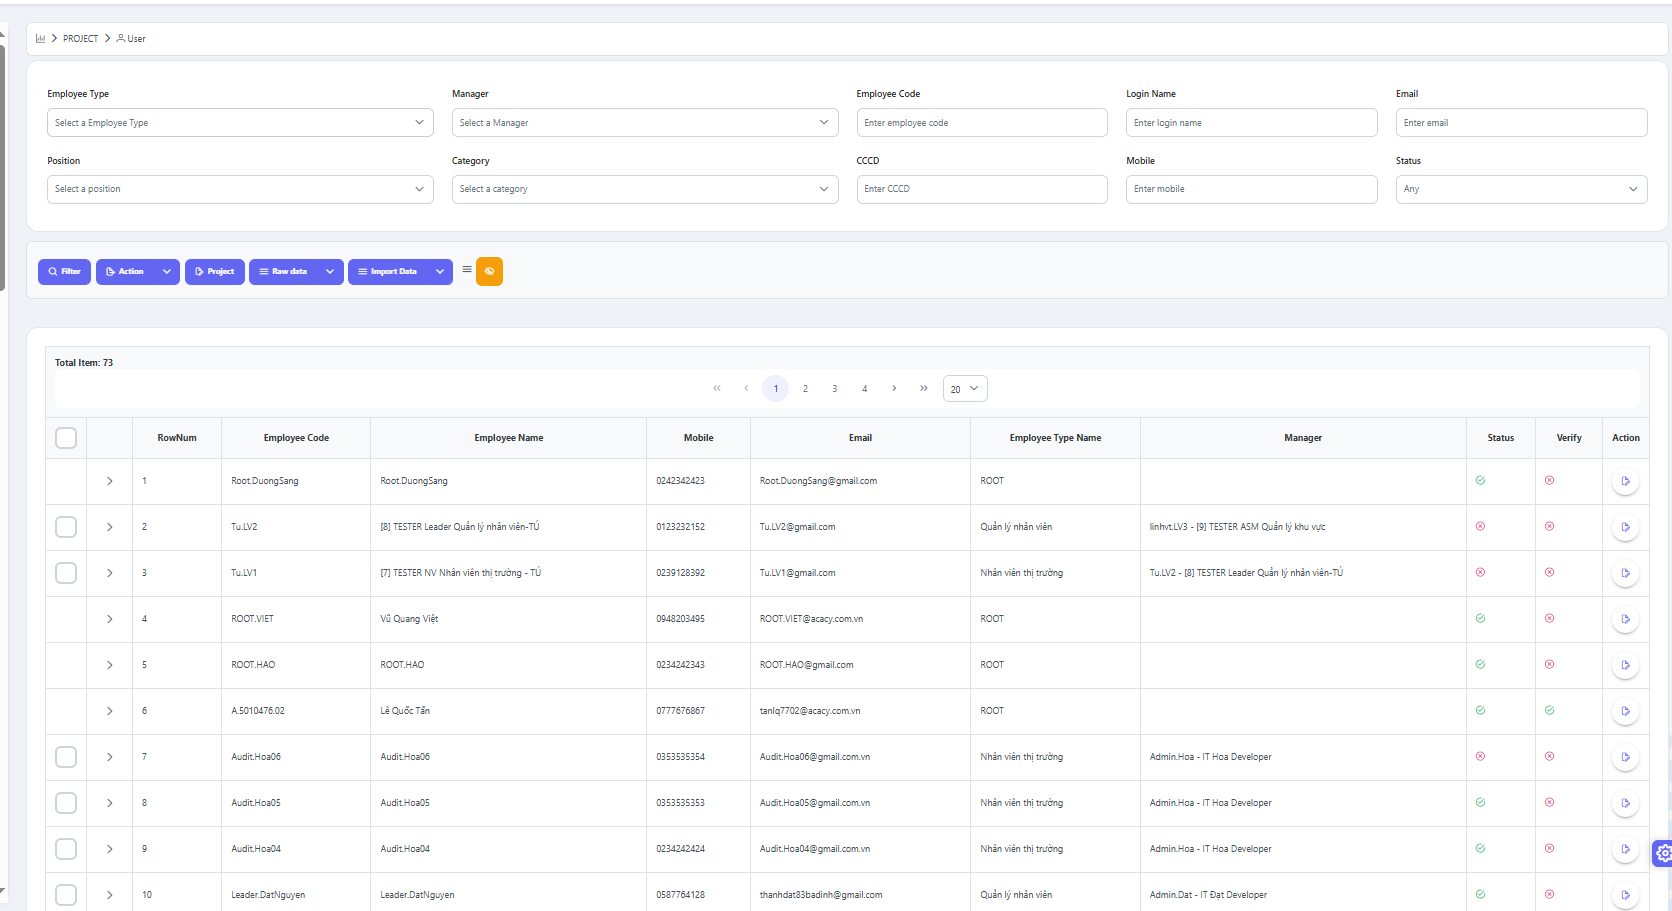 PROJECT User
Employee Type Manager Employee Code Login Name Email
Select a Employee Type Select a Manager Enter employee code Enter login name Enter email
Position Category CCCD Mobile Status
Select a position Select a category Enter CCCD Enter mobile Any
Filter Action Project Raw data Import Data
Total Item: 73
1 2 3 4 20
RowNum Employee Code Employee Name Mobile Email Employee Type Name Manager Status Verify Action
1 Root.DuongSang Root.DuongSang 0242342423 Root.DuongSang@gmail.com ROOT
2 Tu.LV2 [8] TESTER Leader Quản lý nhân viên-TÚ 0123232152 Tu.LV2@gmail.com Quản lý nhân viên linhvt.LV3 - [9] TESTER ASM Quản lý khu vực
3 Tu.LV1 [7] TESTER NV Nhân viên thị trường - TÚ 0239128392 Tu.LV1@gmail.com Nhân viên thị trường Tu.LV2 - [8] TESTER Leader Quản lý nhân viên-TÚ
4 ROOT.VIET Vũ Quang Việt 0948203495 ROOT.VIET@acacy.com.vn ROOT
5 ROOT.HAO ROOT.HAO 0234242343 ROOT.HAO@gmail.com ROOT
6 A.5010476.02 Lê Quốc Tấn 0777676867 tanlq7702@acacy.com.vn ROOT
7 Audit.Hoa06 Audit.Hoa06 0353535354 Audit.Hoa06@gmail.com.vn Nhân viên thị trường Admin.Hoa - IT Hoa Developer
8 Audit.Hoa05 Audit.Hoa05 0353535353 Audit.Hoa05@gmail.com.vn Nhân viên thị trường Admin.Hoa - IT Hoa Developer
9 Audit.Hoa04 Audit.Hoa04 0234242424 Audit.Hoa04@gmail.com.vn Nhân viên thị trường Admin.Hoa - IT Hoa Developer
10 Leader.DatNguyen Leader.DatNguyen 0587764128 thanhdat83badinh@gmail.com Quản lý nhân viên Admin.Dat - IT Đạt Developer